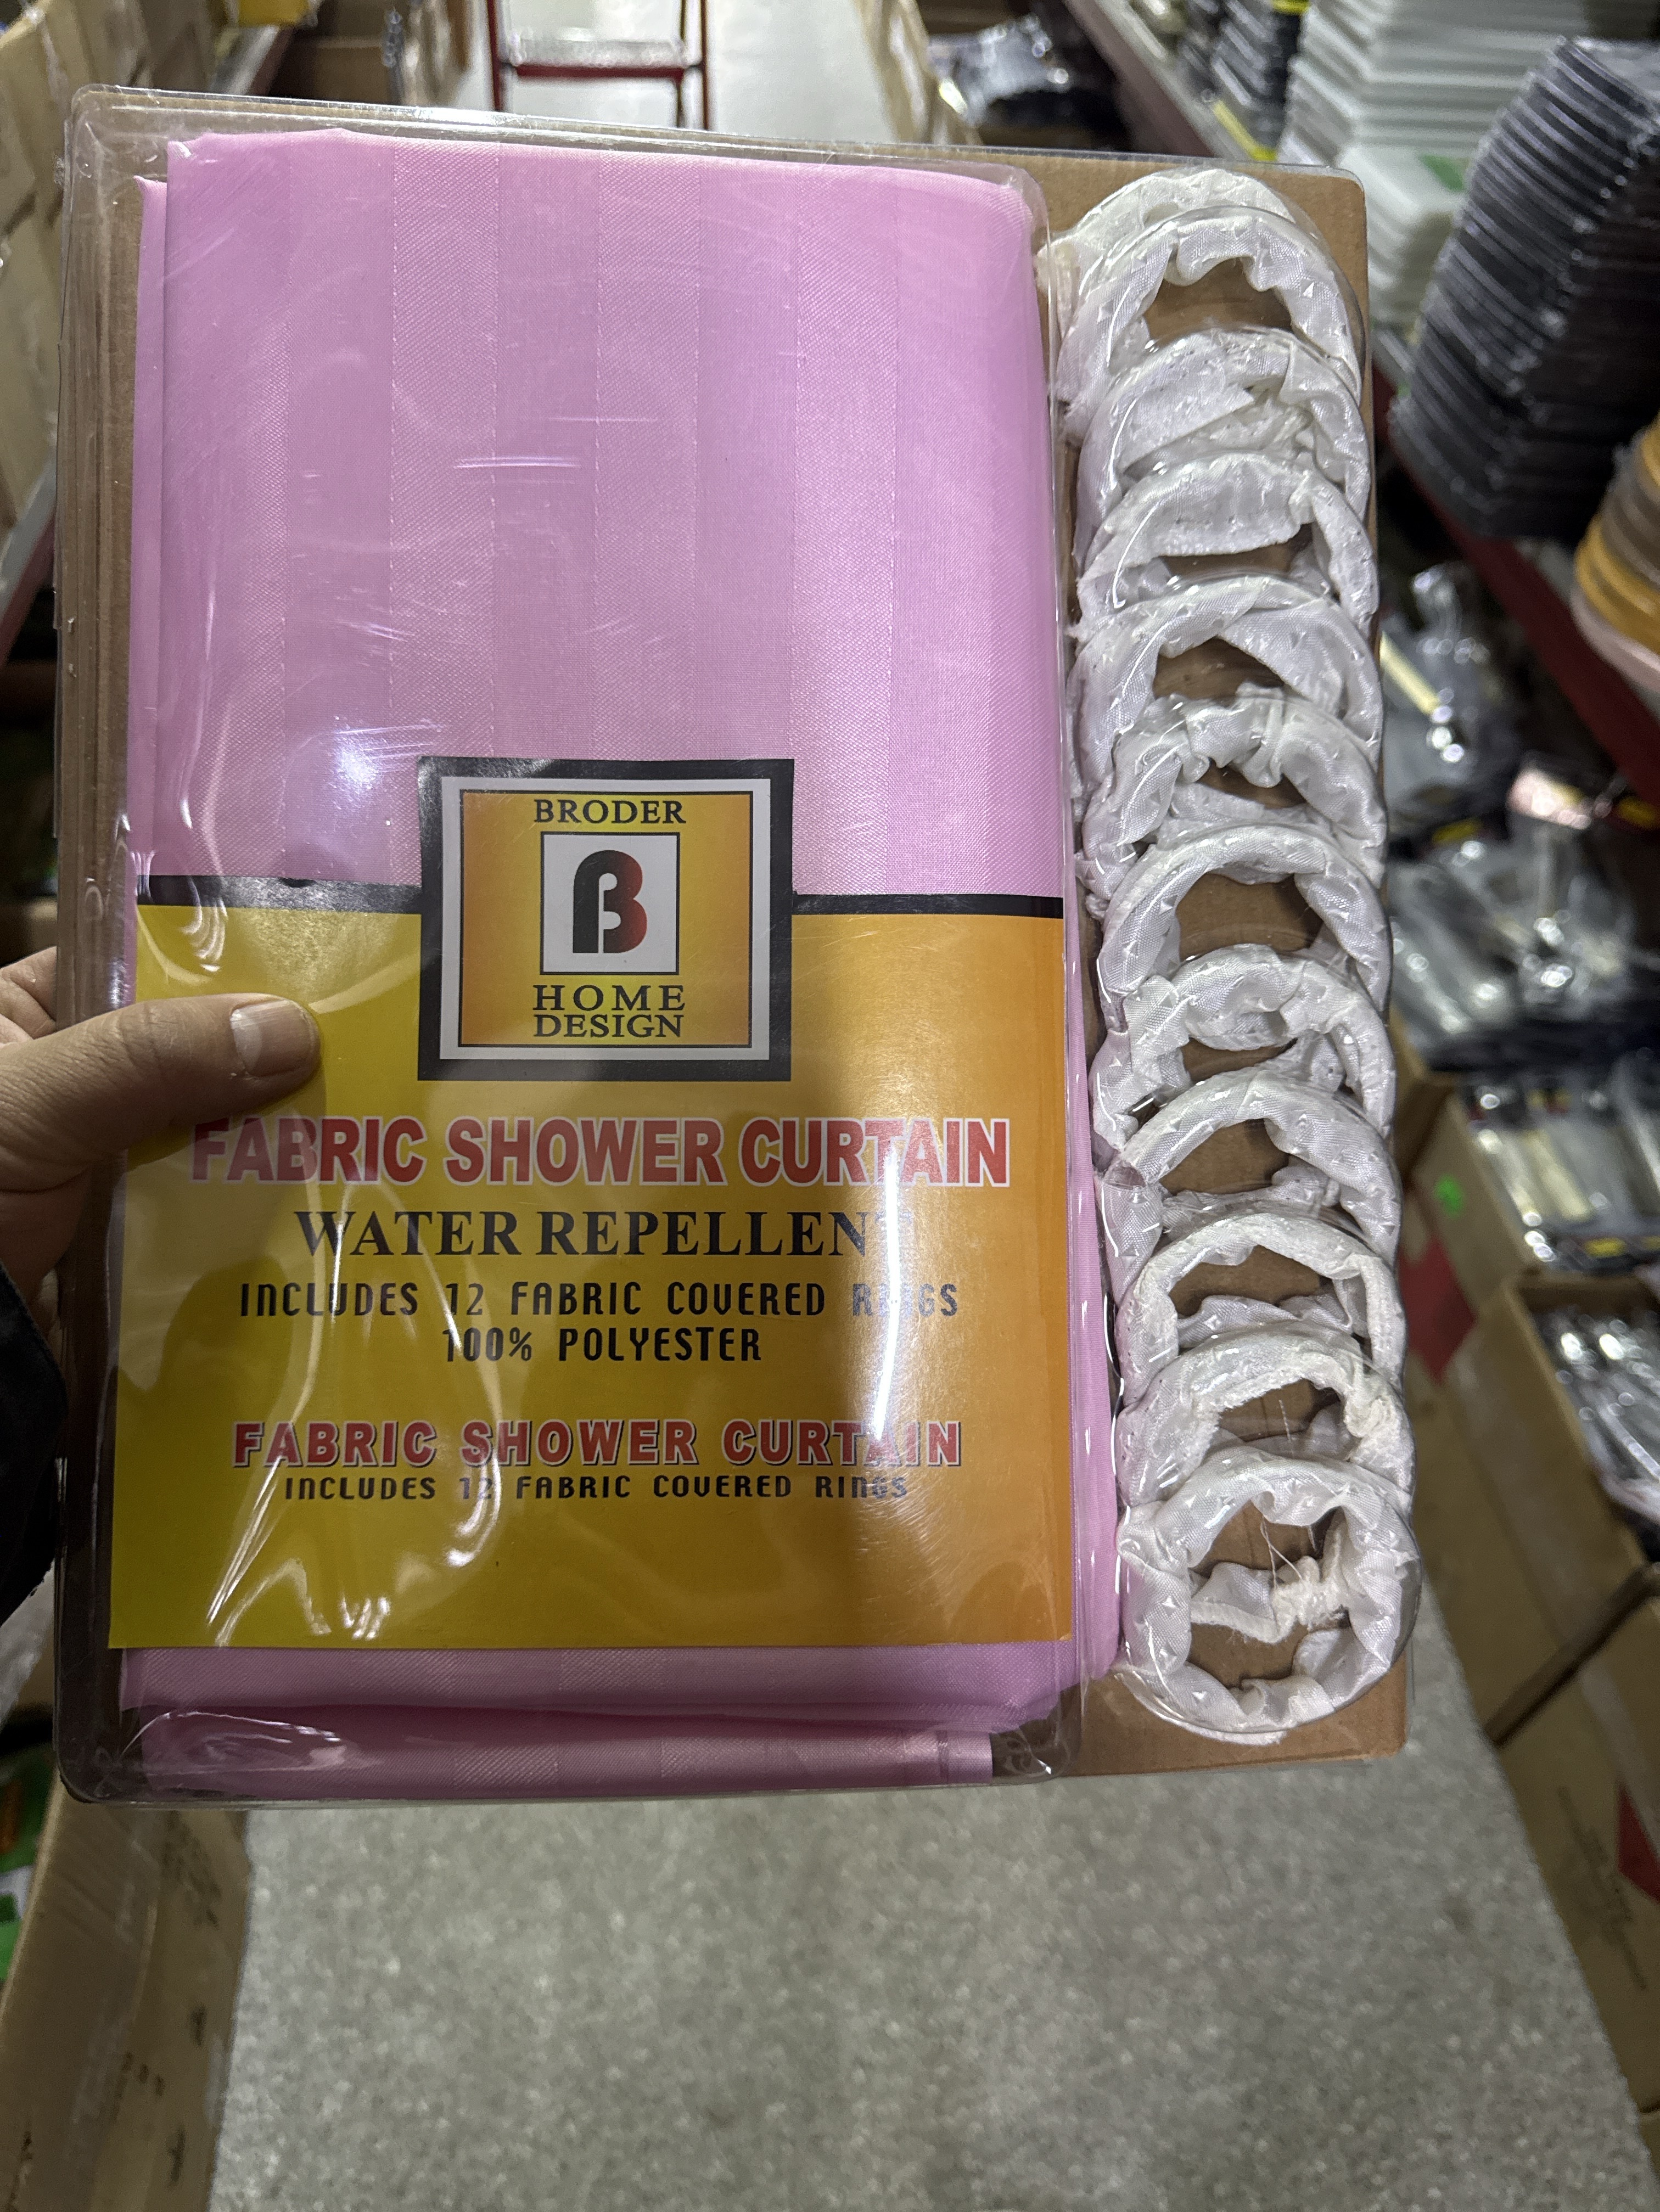 BRODER
B
HOME
DESIGN
FABRIC SHOWER CURTAIN
WATER REPELLENT
INCLUDES 12 FABRIC COVERED RINGS
100% POLYESTER
FABRIC SHOWER CURTAIN
INCLUDES 12 FABRIC COVERED RINGS